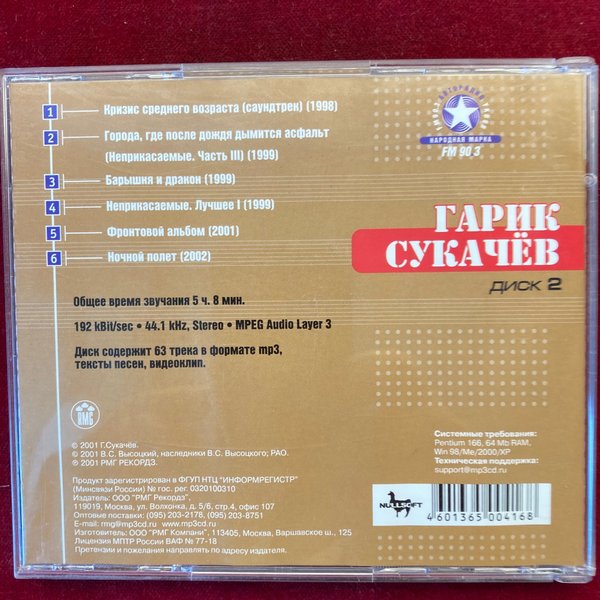 1 Кризис среднего возраста (саундтрек) (1998)
2 Города, где после дождя дымится асфальт
(Неприкасаемые. Часть III) (1999)
3 Барышня и дракон (1999)
4 Неприкасаемые. Лучшее I (1999)
5 Фронтовой альбом (2001)
6 Ночной полет (2002)
АВТОРАДИО
НАРОДНАЯ МАРКА
FM 90 3
ГАРИК
СУКАЧЁВ
ДИСК 2
Общее время звучания 5 ч. 8 мин.
192 kBit/sec • 44.1 kHz, Stereo • MPEG Audio Layer 3
Диск содержит 63 трека в формате mp3,
тексты песен, видеоклип.
RMG
© 2001 Г.Сукачёв.
© 2001 В.С. Высоцкий, наследники В.С. Высоцкого; РАО.
℗ 2001 РМГ РЕКОРДЗ.
Системные требования:
Pentium 166, 64 Mb RAM,
Win 98/Me/2000/XP
Техническая поддержка:
support@mp3cd.ru
Продукт зарегистрирован в ФГУП НТЦ "ИНФОРМРЕГИСТР"
(Минсвязи России) № гос. рег. 0320100310
Издатель: ООО "РМГ Рекордз",
119019, Москва, ул. Волхонка, д. 5/6, стр.4, офис 107
Оптовые поставки: (095) 203-2178, (095) 203-8751
E-mail: rmg@mp3cd.ru www.mp3cd.ru
Изготовитель: ООО "РМГ Компани", 113405, Москва, Варшавское ш., 125
Лицензия МПТР России ВАФ № 77-18
Претензии и пожелания направлять по адресу издателя.
NULLSOFT
4 601365 004168